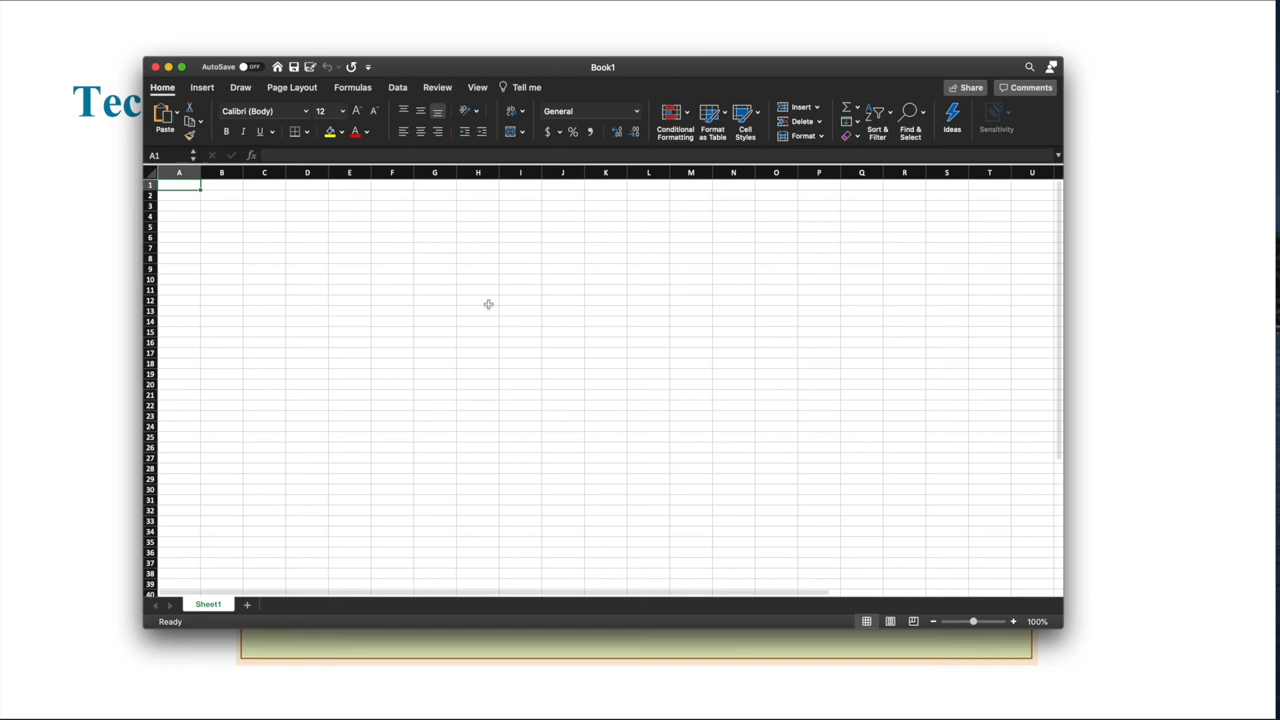 Tec
AutoSave OFF
Book1
Home Insert Draw Page Layout Formulas Data Review View Tell me
Share Comments
Paste
Calibri (Body) 12 A A
B I U A
ab
General
$ % 9
Conditional Formatting
Format as Table
Cell Styles
Insert
Delete
Format
Sort & Filter
Find & Select
Ideas
Sensitivity
A1 fx
A B C D E F G H I J K L M N O P Q R S T U
1
2
3
4
5
6
7
8
9
10
11
12
13
14
15
16
17
18
19
20
21
22
23
24
25
26
27
28
29
30
31
32
33
34
35
36
37
38
39
40
Sheet1 +
Ready
100%